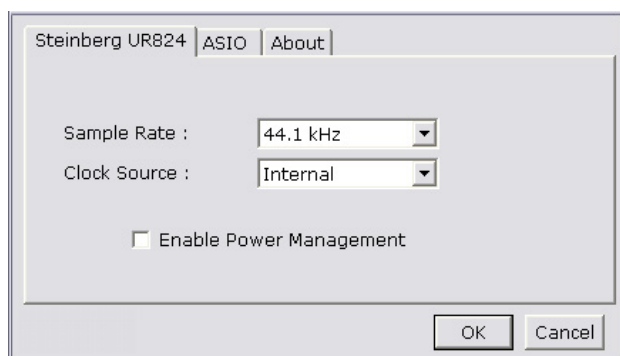 Steinberg UR824 ASIO About
Sample Rate : 44.1 kHz
Clock Source : Internal
Enable Power Management
OK Cancel